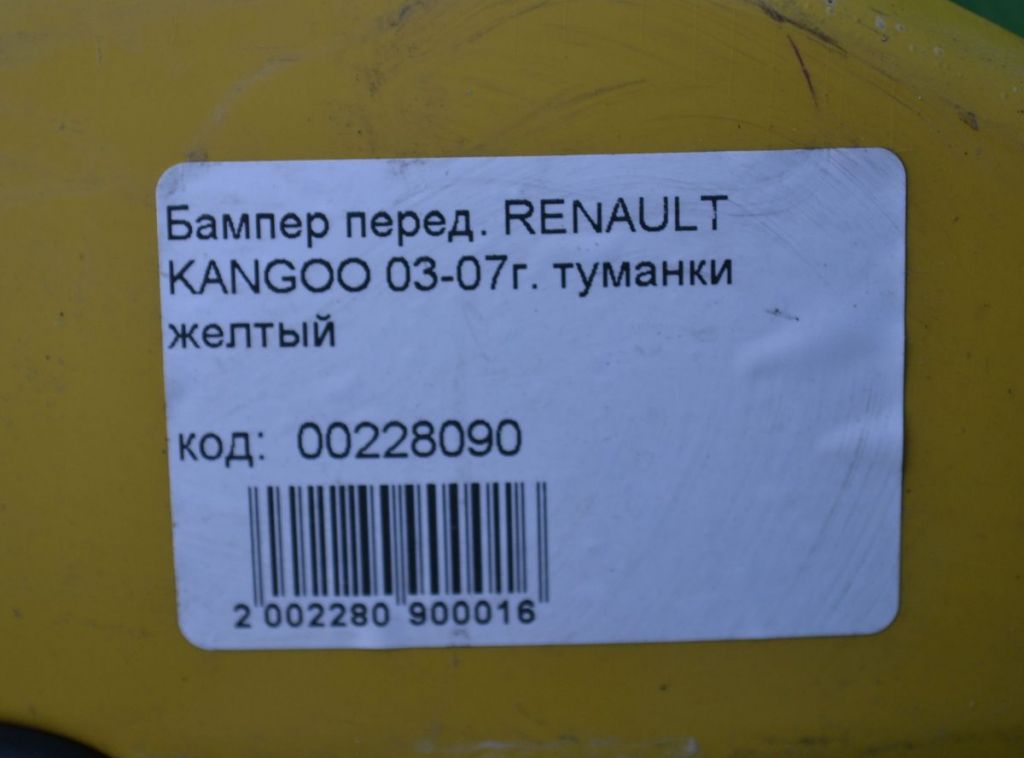 Бампер перед. RENAULT
KANGOO 03-07г. туманки
желтый
код: 00228090
2 002280 900016